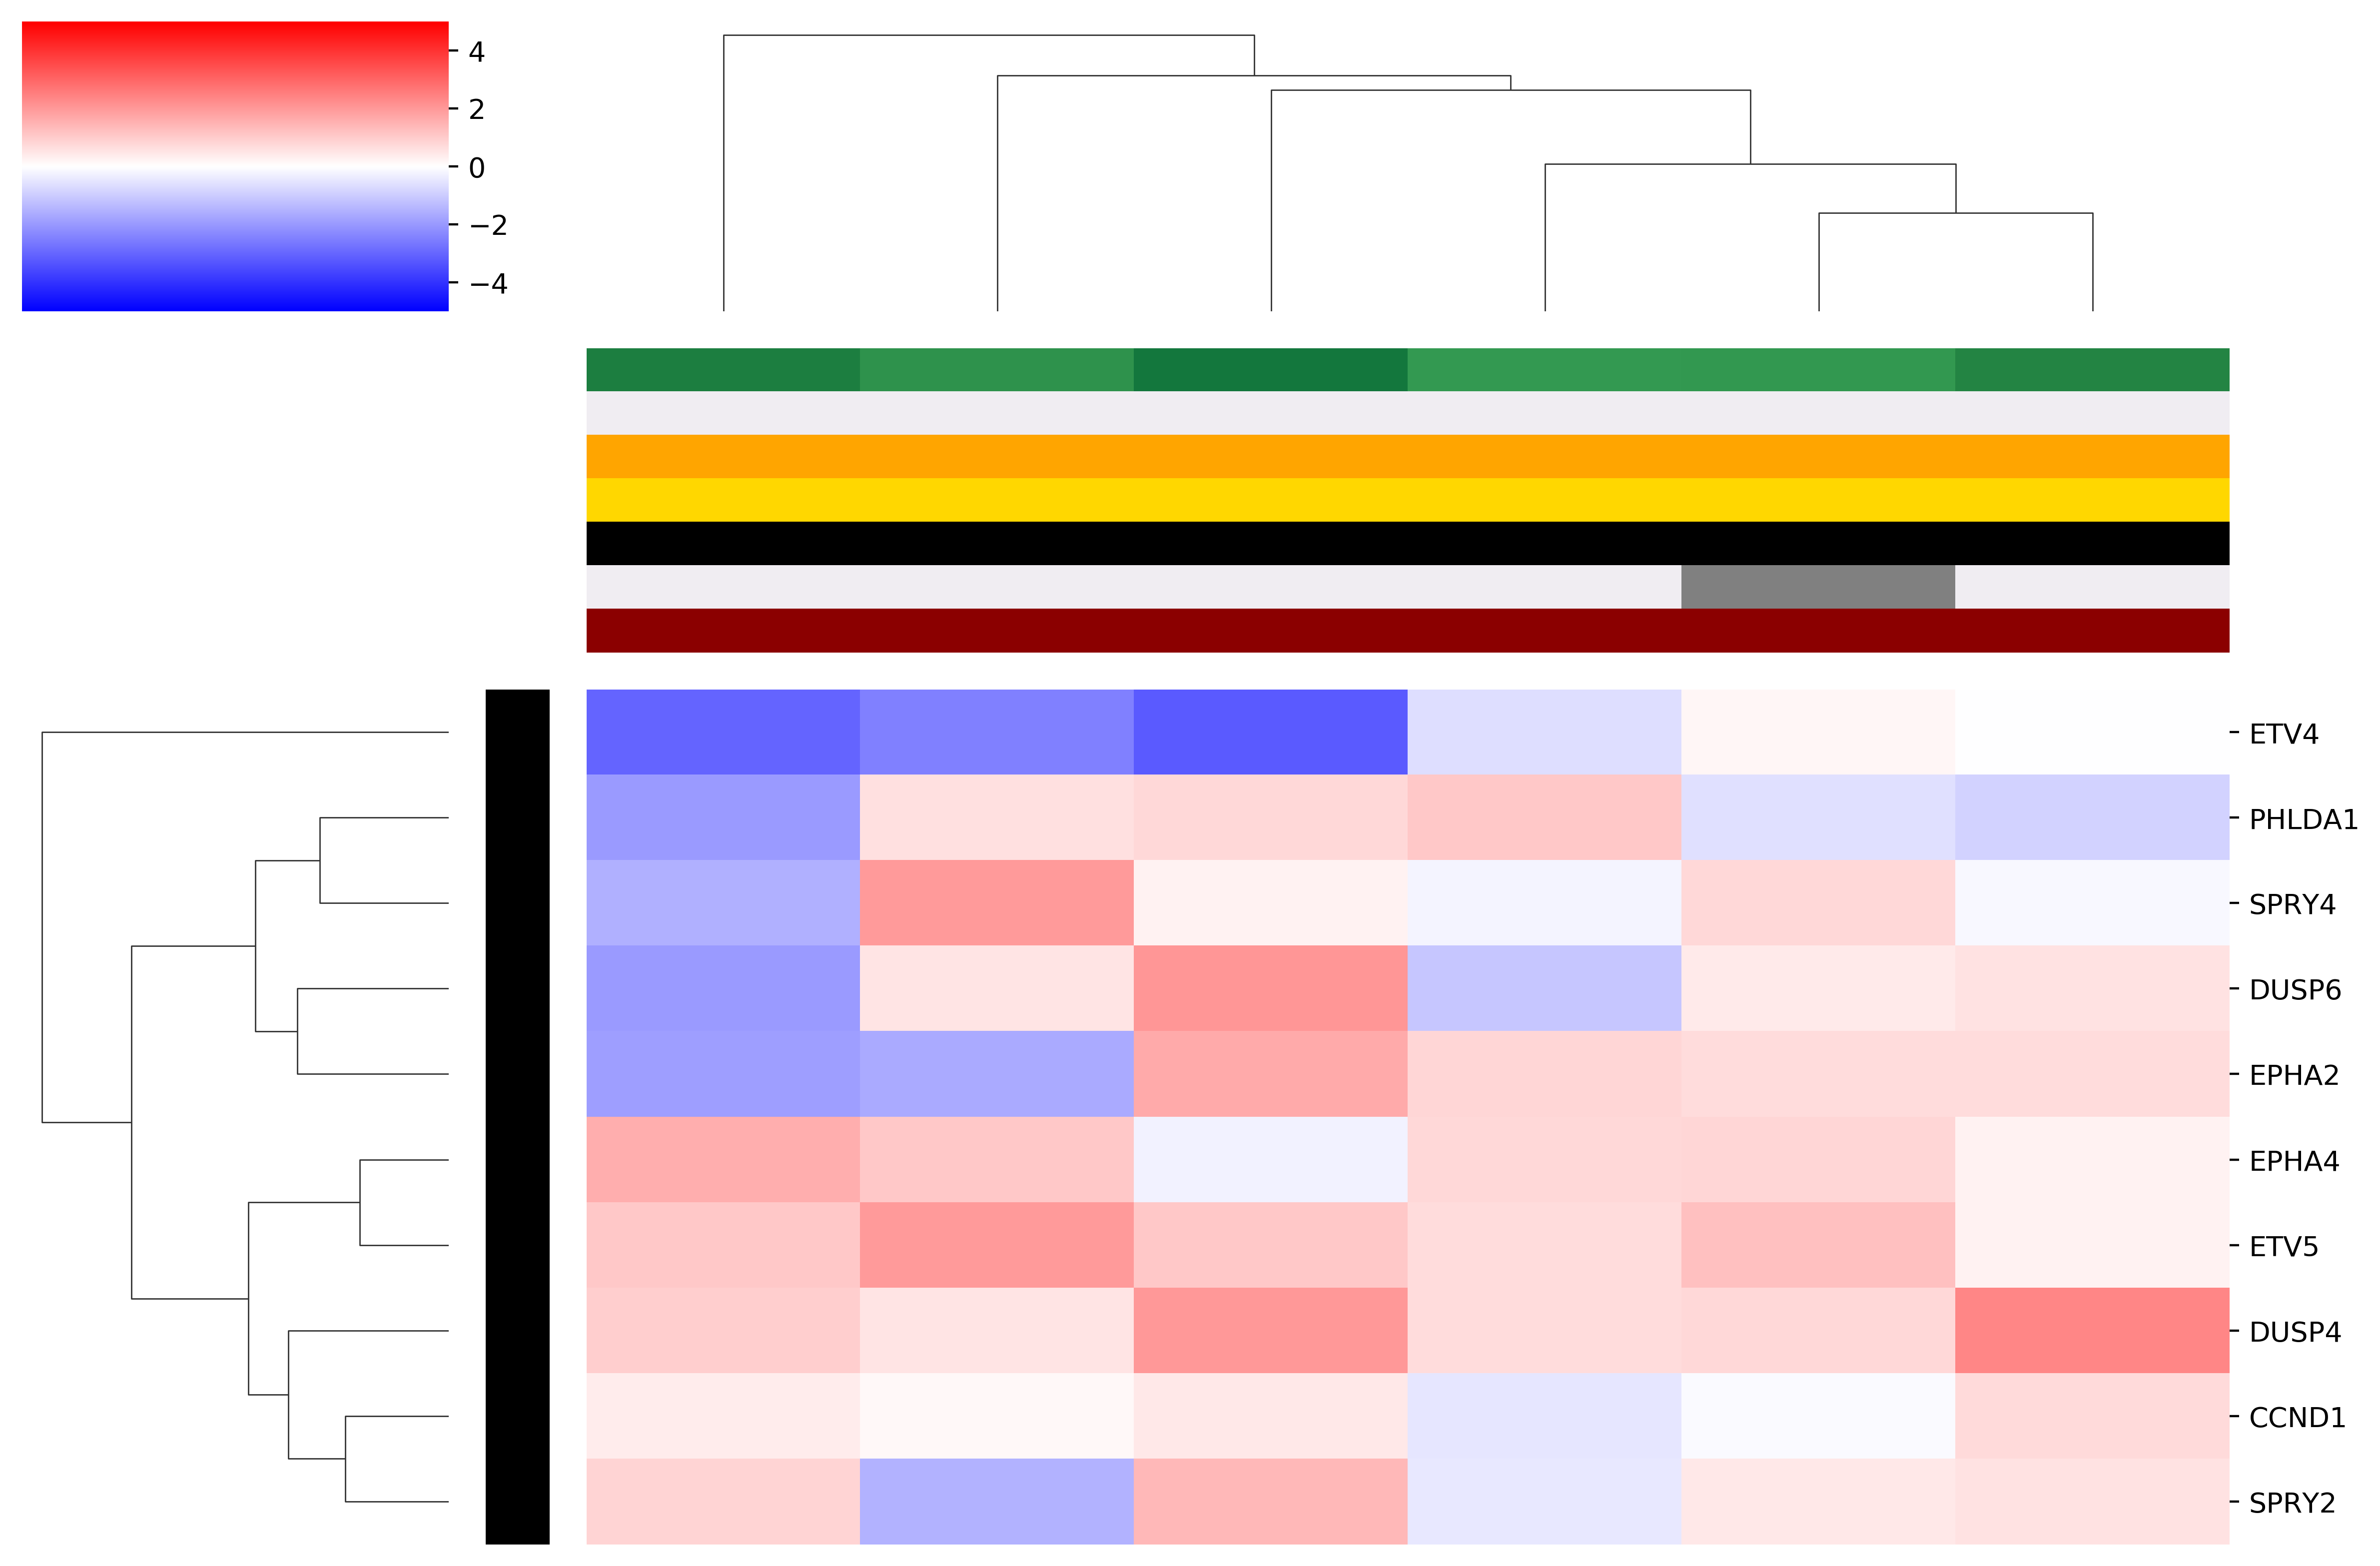 4
2
0
−2
−4
ETV4
PHLDA1
SPRY4
DUSP6
EPHA2
EPHA4
ETV5
DUSP4
CCND1
SPRY2